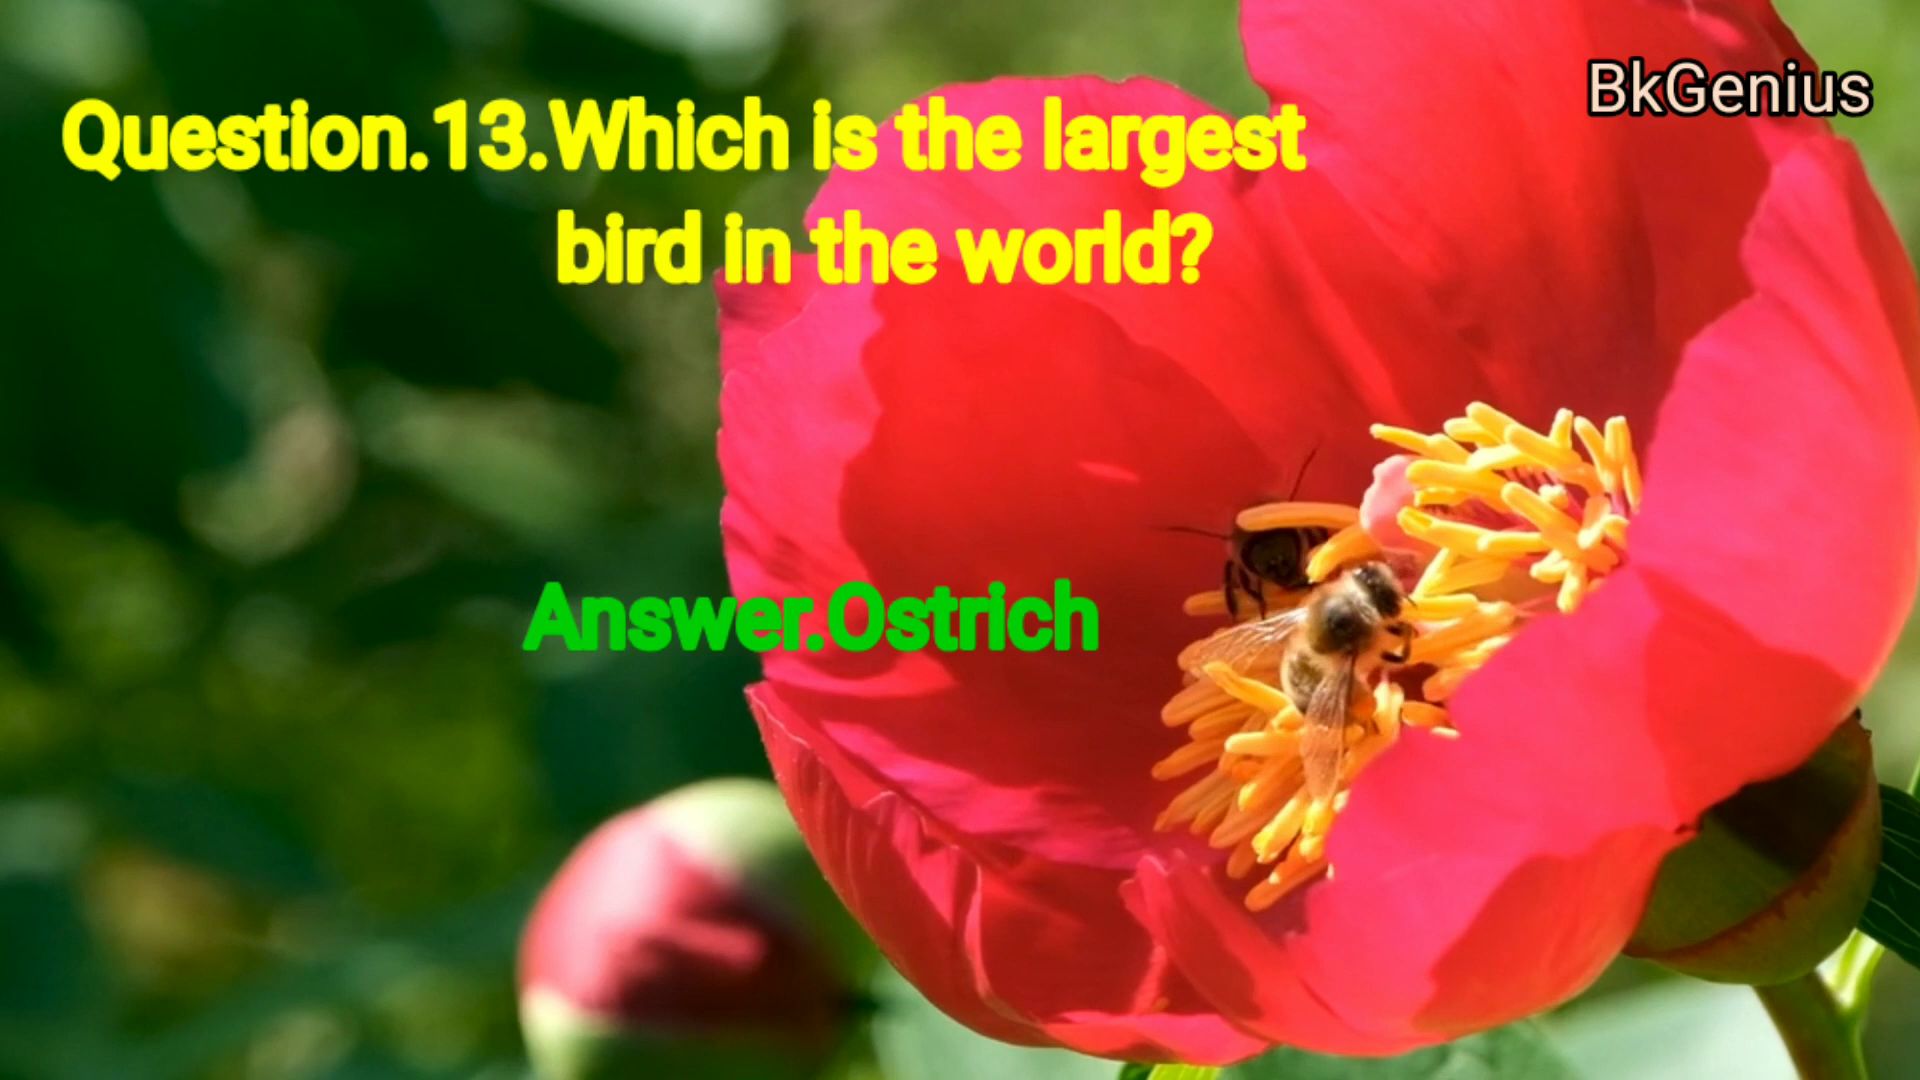 BkGenius
Question.13.Which is the largest
bird in the world?
Answer.Ostrich